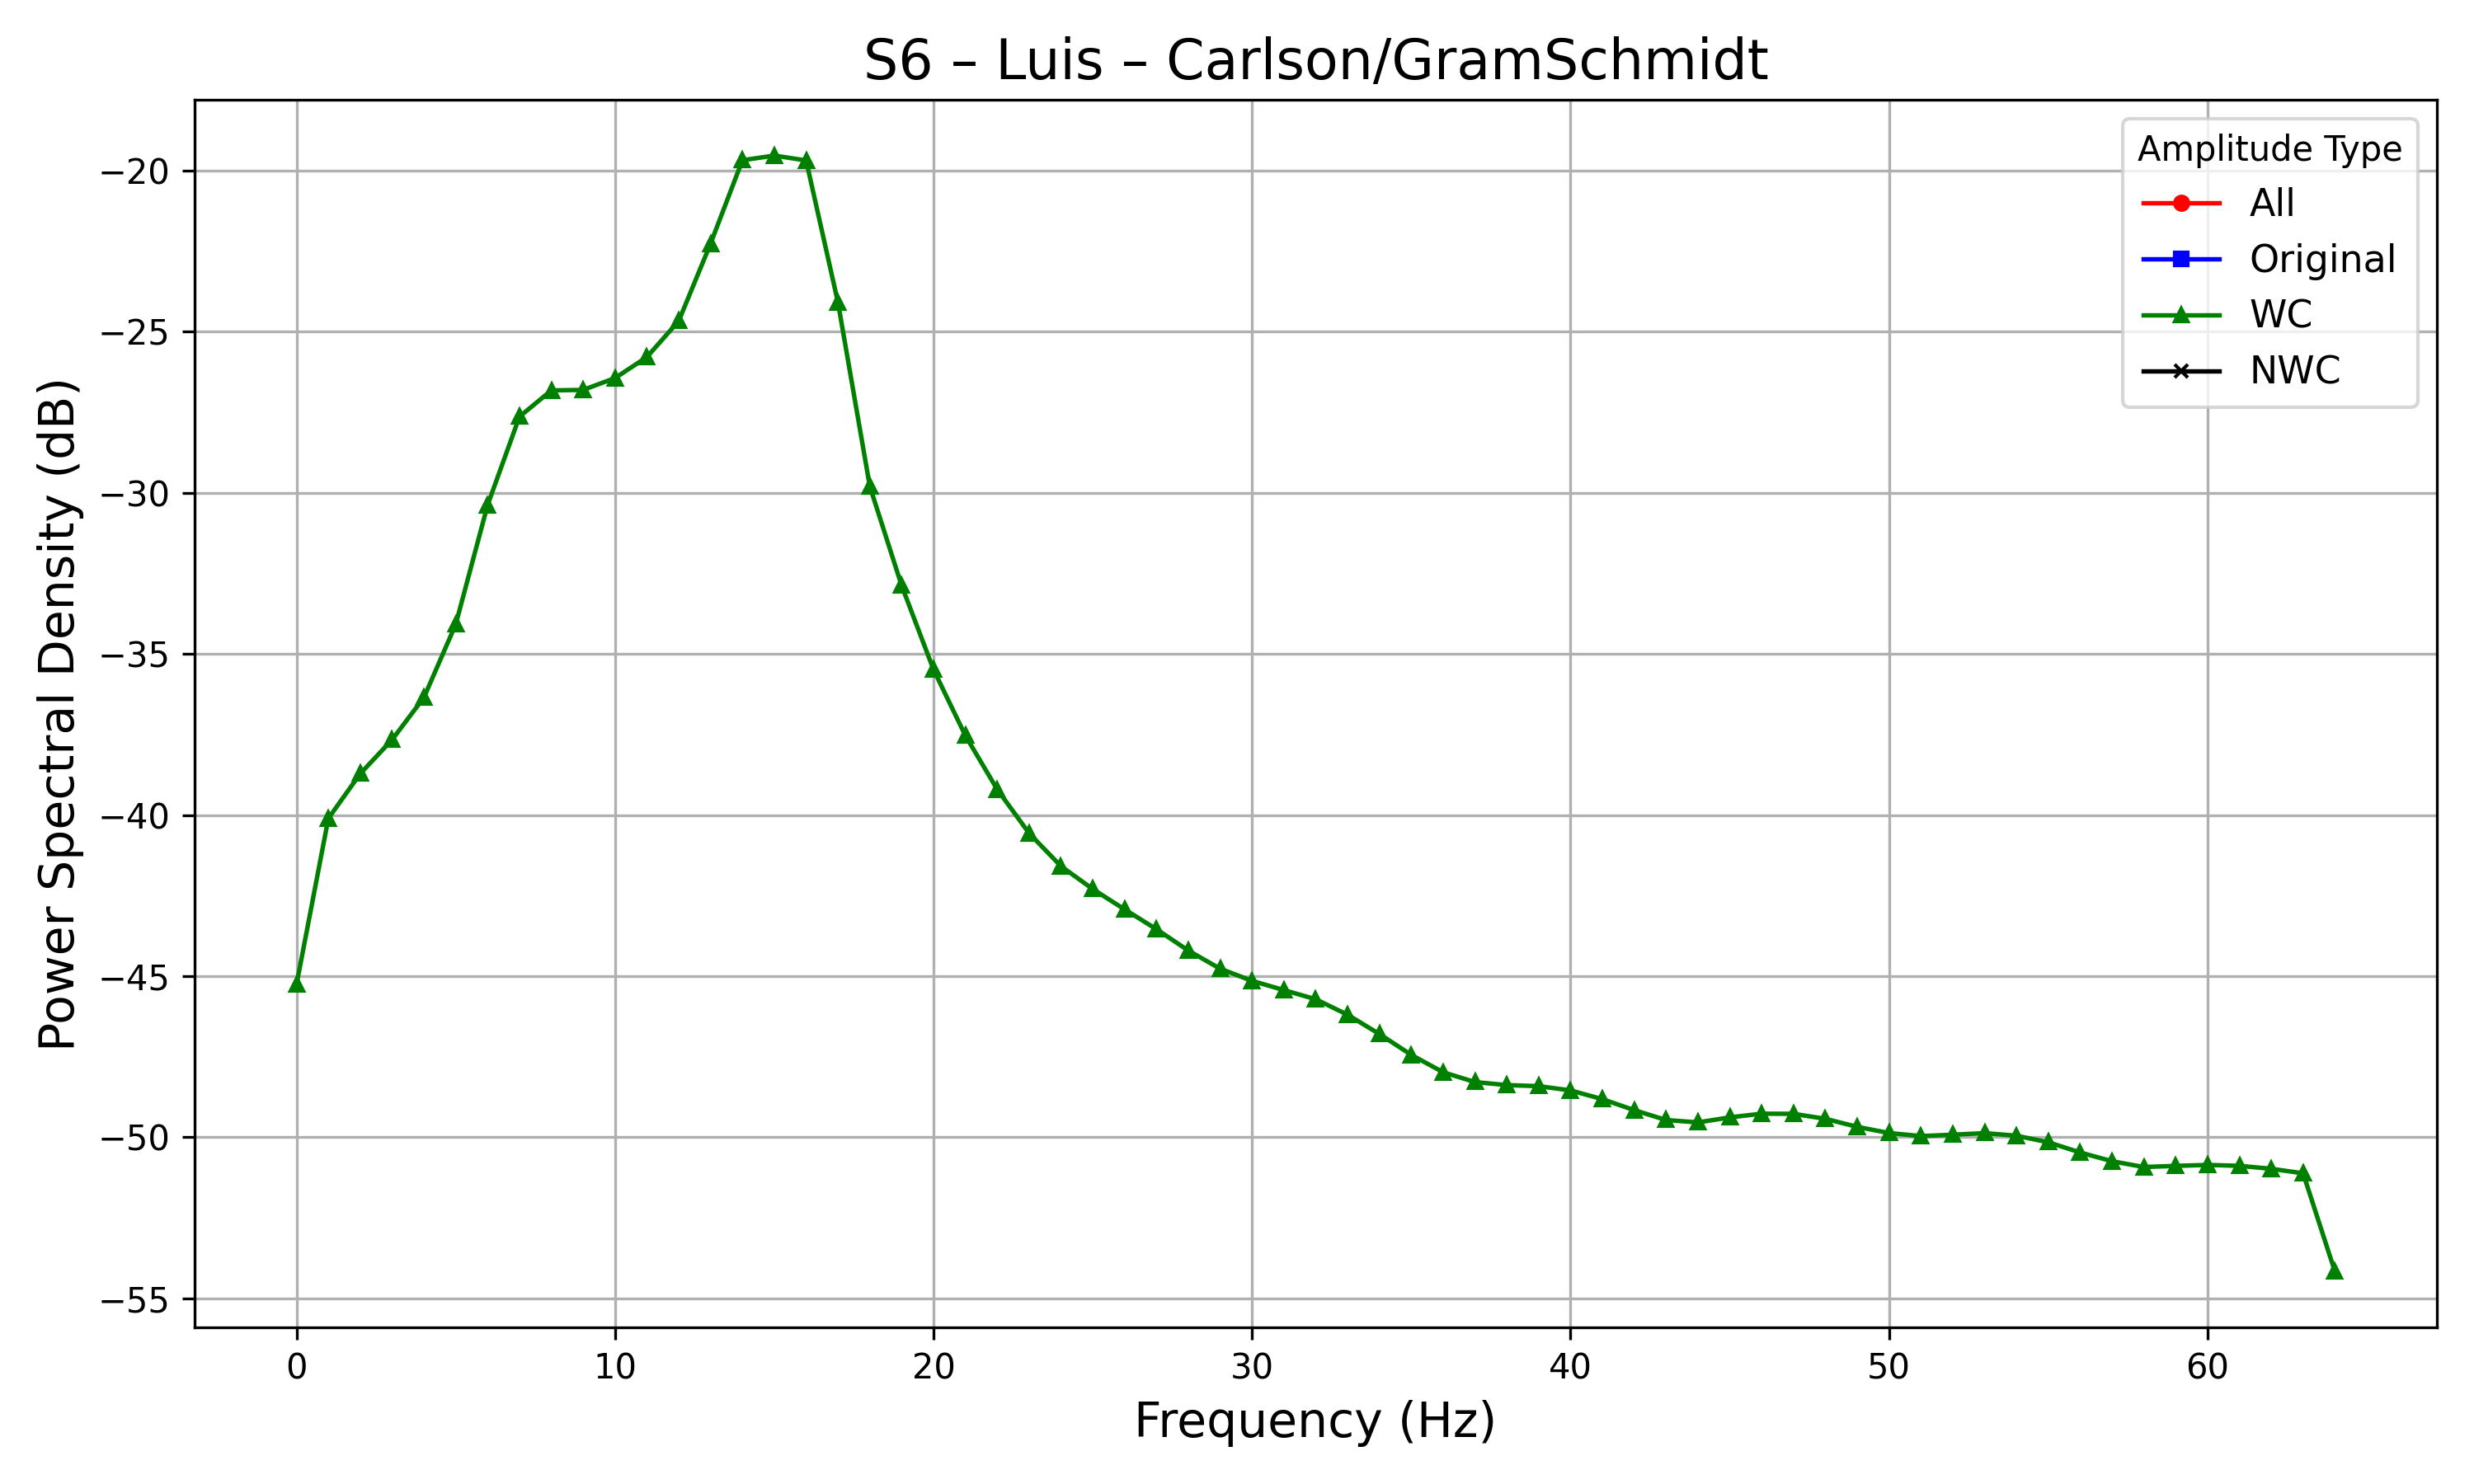 S6 – Luis – Carlson/GramSchmidt
Power Spectral Density (dB)
−20
−25
−30
−35
−40
−45
−50
−55
Amplitude Type
All
Original
WC
NWC
0 10 20 30 40 50 60
Frequency (Hz)